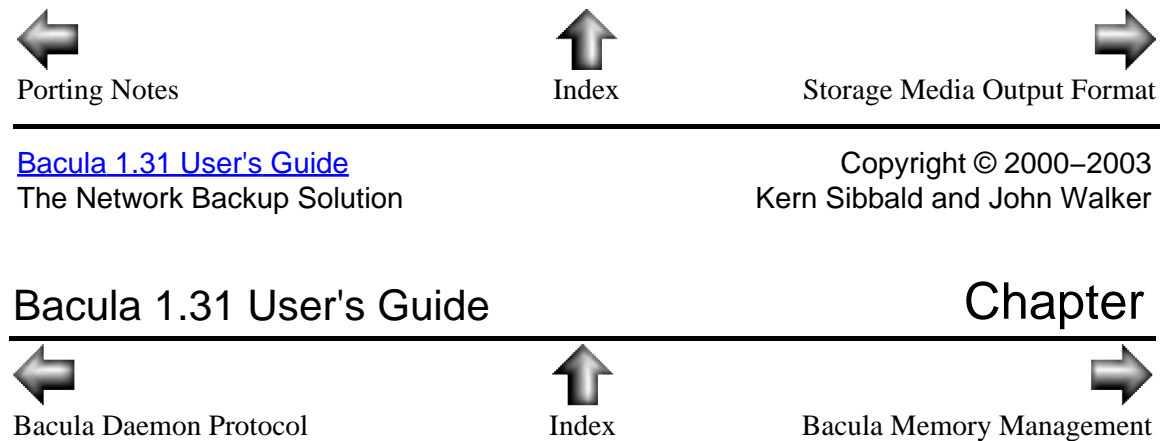 Porting Notes Index Storage Media Output Format
Bacula 1.31 User's Guide Copyright © 2000−2003
The Network Backup Solution Kern Sibbald and John Walker
Bacula 1.31 User's Guide Chapter
Bacula Daemon Protocol Index Bacula Memory Management